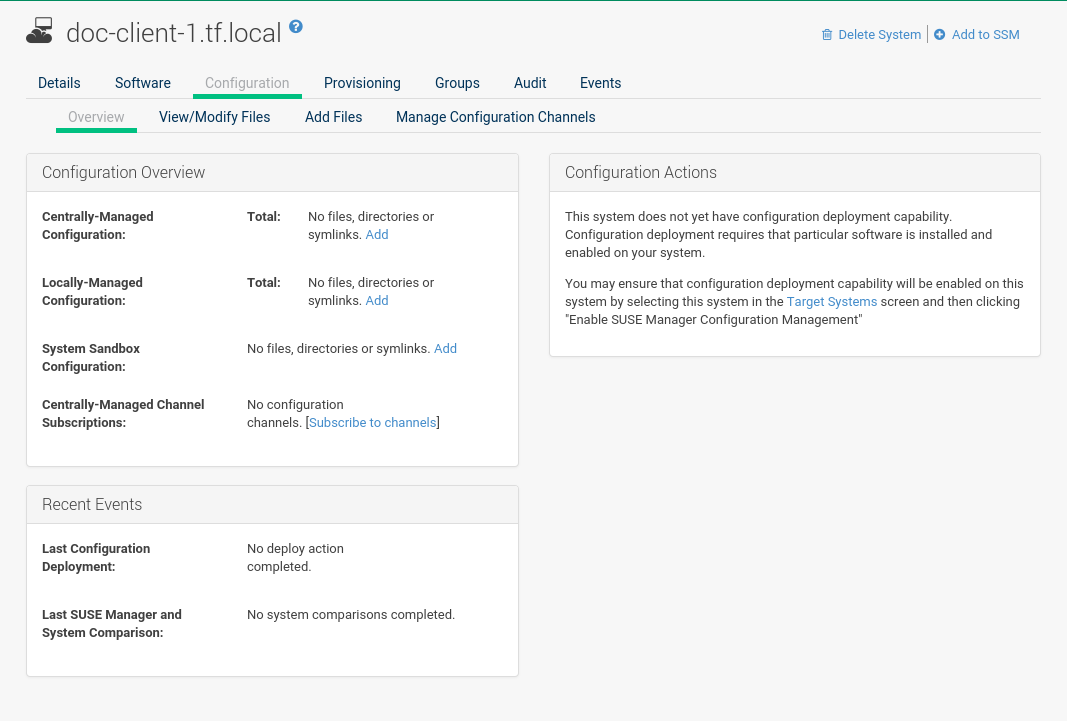 doc-client-1.tf.local ?
Delete System | Add to SSM
Details Software Configuration Provisioning Groups Audit Events
Overview View/Modify Files Add Files Manage Configuration Channels
Configuration Overview
Centrally-Managed Configuration:
Total:
No files, directories or
symlinks. Add
Locally-Managed
Configuration:
Total:
No files, directories or
symlinks. Add
System Sandbox
Configuration:
No files, directories or symlinks. Add
Centrally-Managed Channel
Subscriptions:
No configuration
channels. [Subscribe to channels]
Recent Events
Last Configuration
Deployment:
No deploy action
completed.
Last SUSE Manager and
System Comparison:
No system comparisons completed.
Configuration Actions
This system does not yet have configuration deployment capability.
Configuration deployment requires that particular software is installed and
enabled on your system.
You may ensure that configuration deployment capability will be enabled on this
system by selecting this system in the Target Systems screen and then clicking
"Enable SUSE Manager Configuration Management"